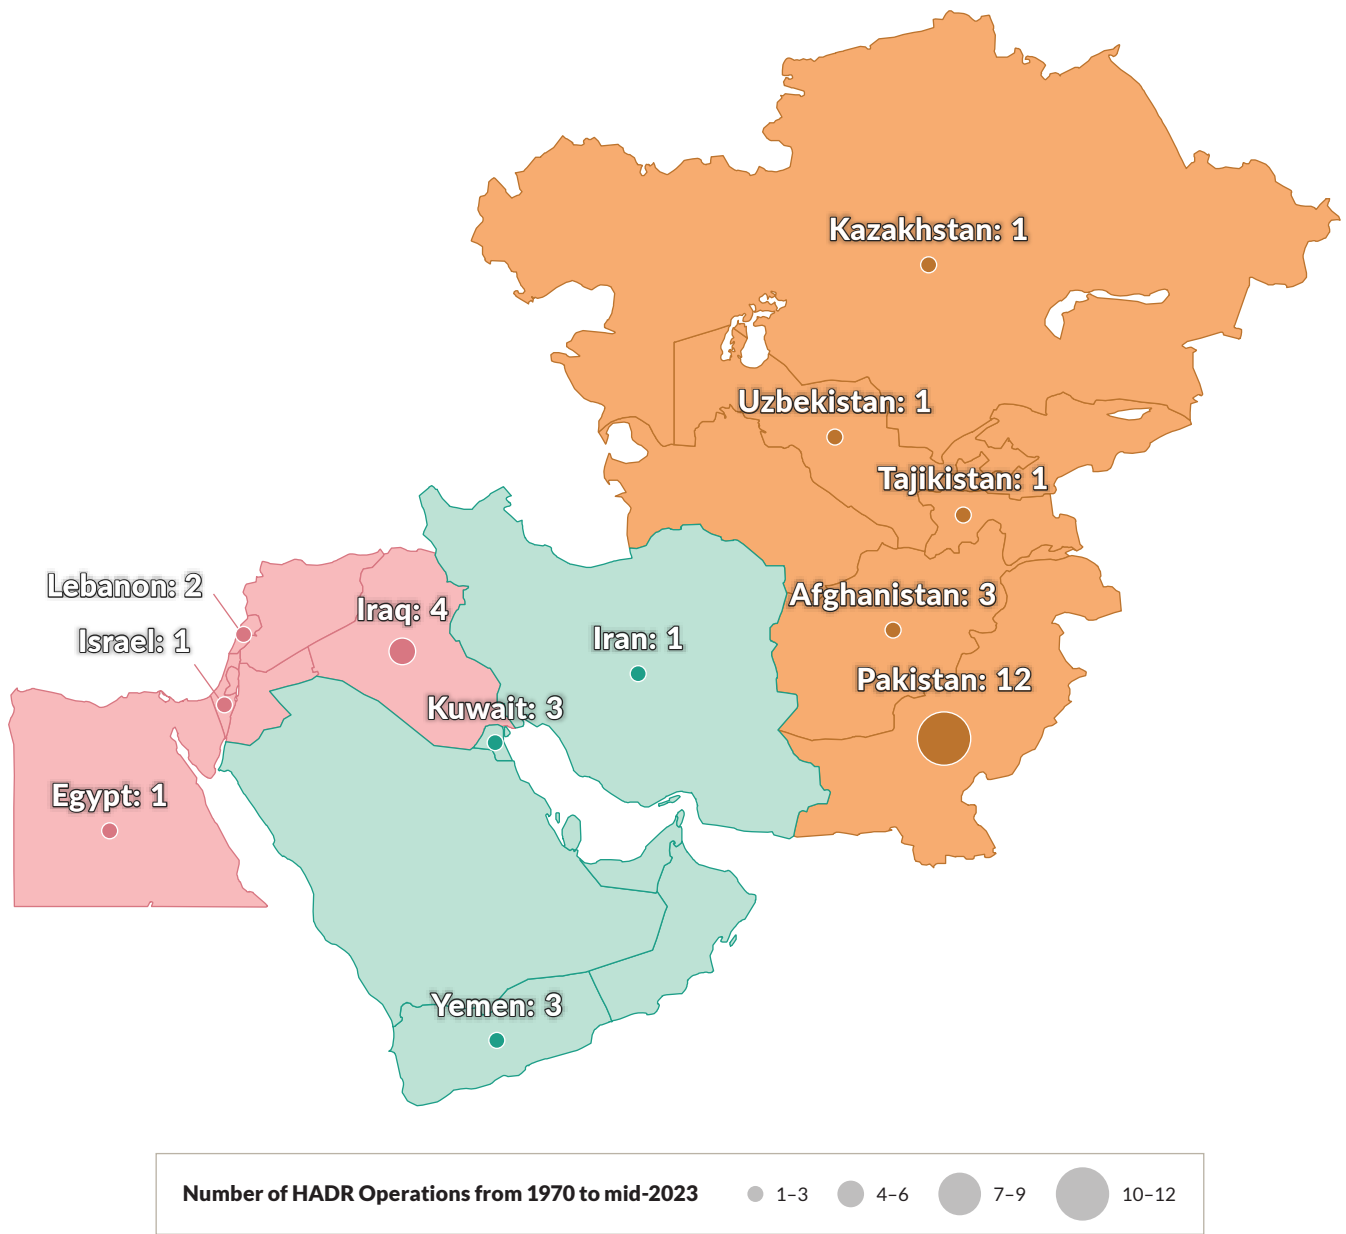 Kazakhstan: 1
Uzbekistan: 1
Tajikistan: 1
Lebanon: 2
Afghanistan: 3
Iraq: 4
Israel: 1
Iran: 1
Pakistan: 12
Kuwait: 3
Egypt: 1
Yemen: 3
Number of HADR Operations from 1970 to mid-2023 1–3 4–6 7–9 10–12